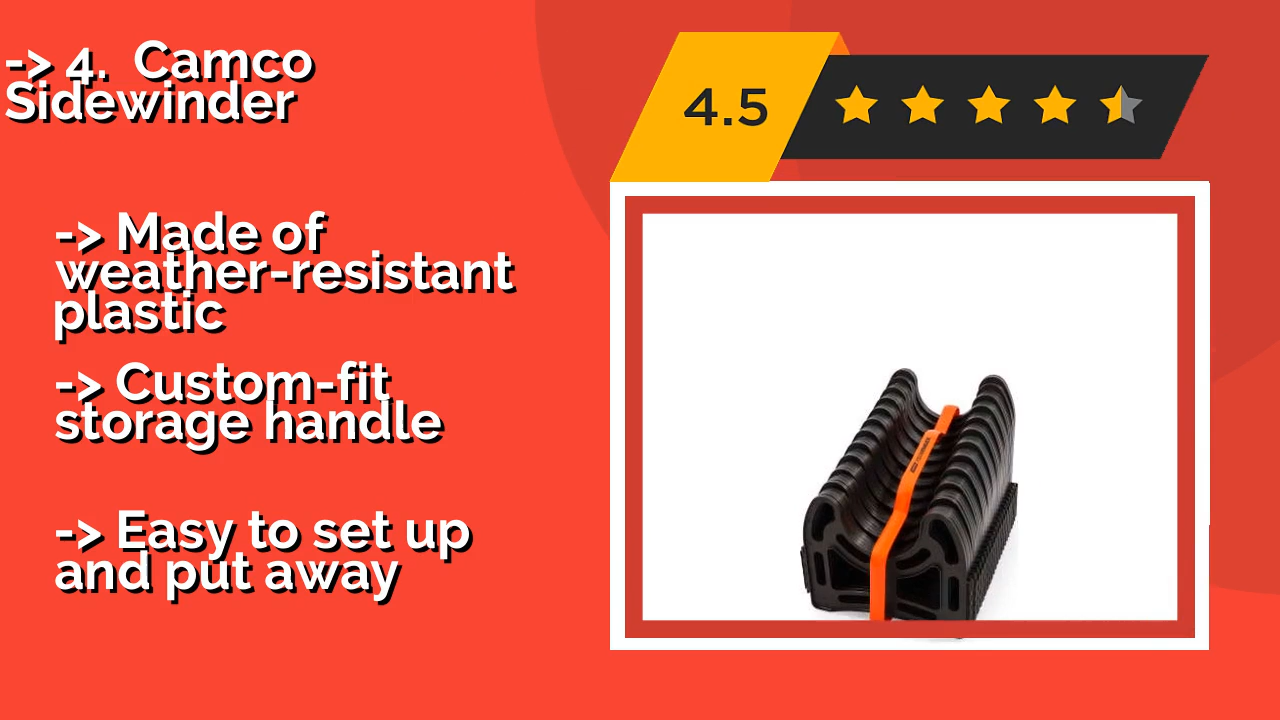 -> 4.  Camco
Sidewinder
4.5
-> Made of
weather-resistant
plastic
-> Custom-fit
storage handle
-> Easy to set up
and put away